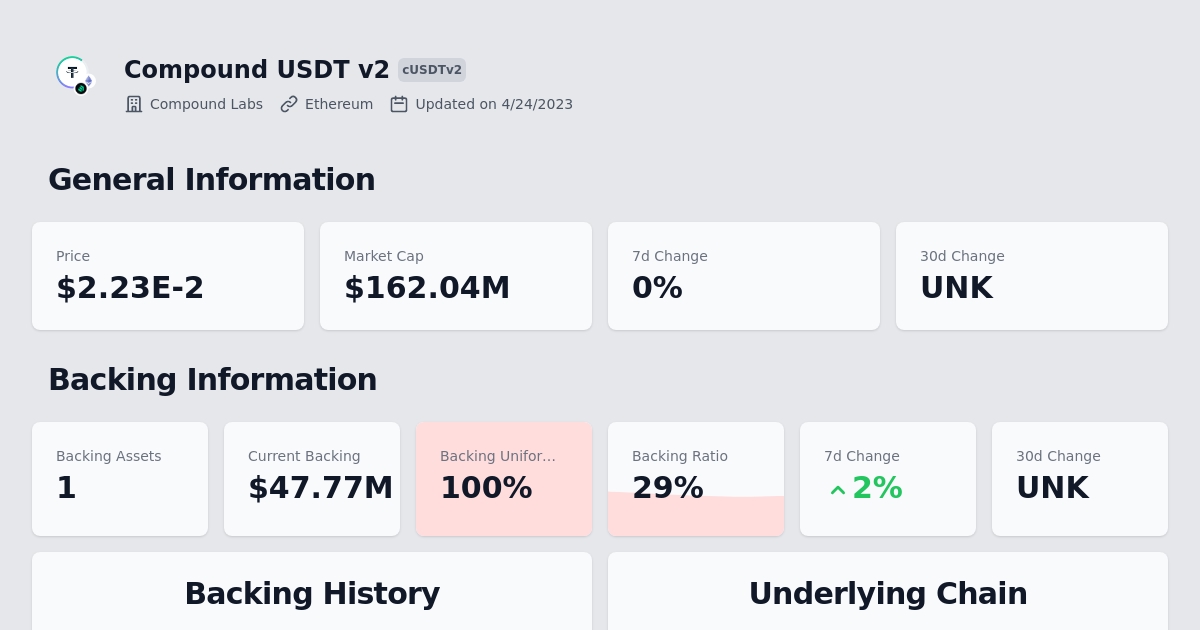 Compound USDT v2 cUSDTv2
Compound Labs Ethereum Updated on 4/24/2023
General Information
Price Market Cap 7d Change 30d Change
$2.23E-2 $162.04M 0% UNK
Backing Information
Backing Assets Current Backing Backing Unifor... Backing Ratio 7d Change 30d Change
1 $47.77M 100% 29% 2% UNK
Backing History Underlying Chain